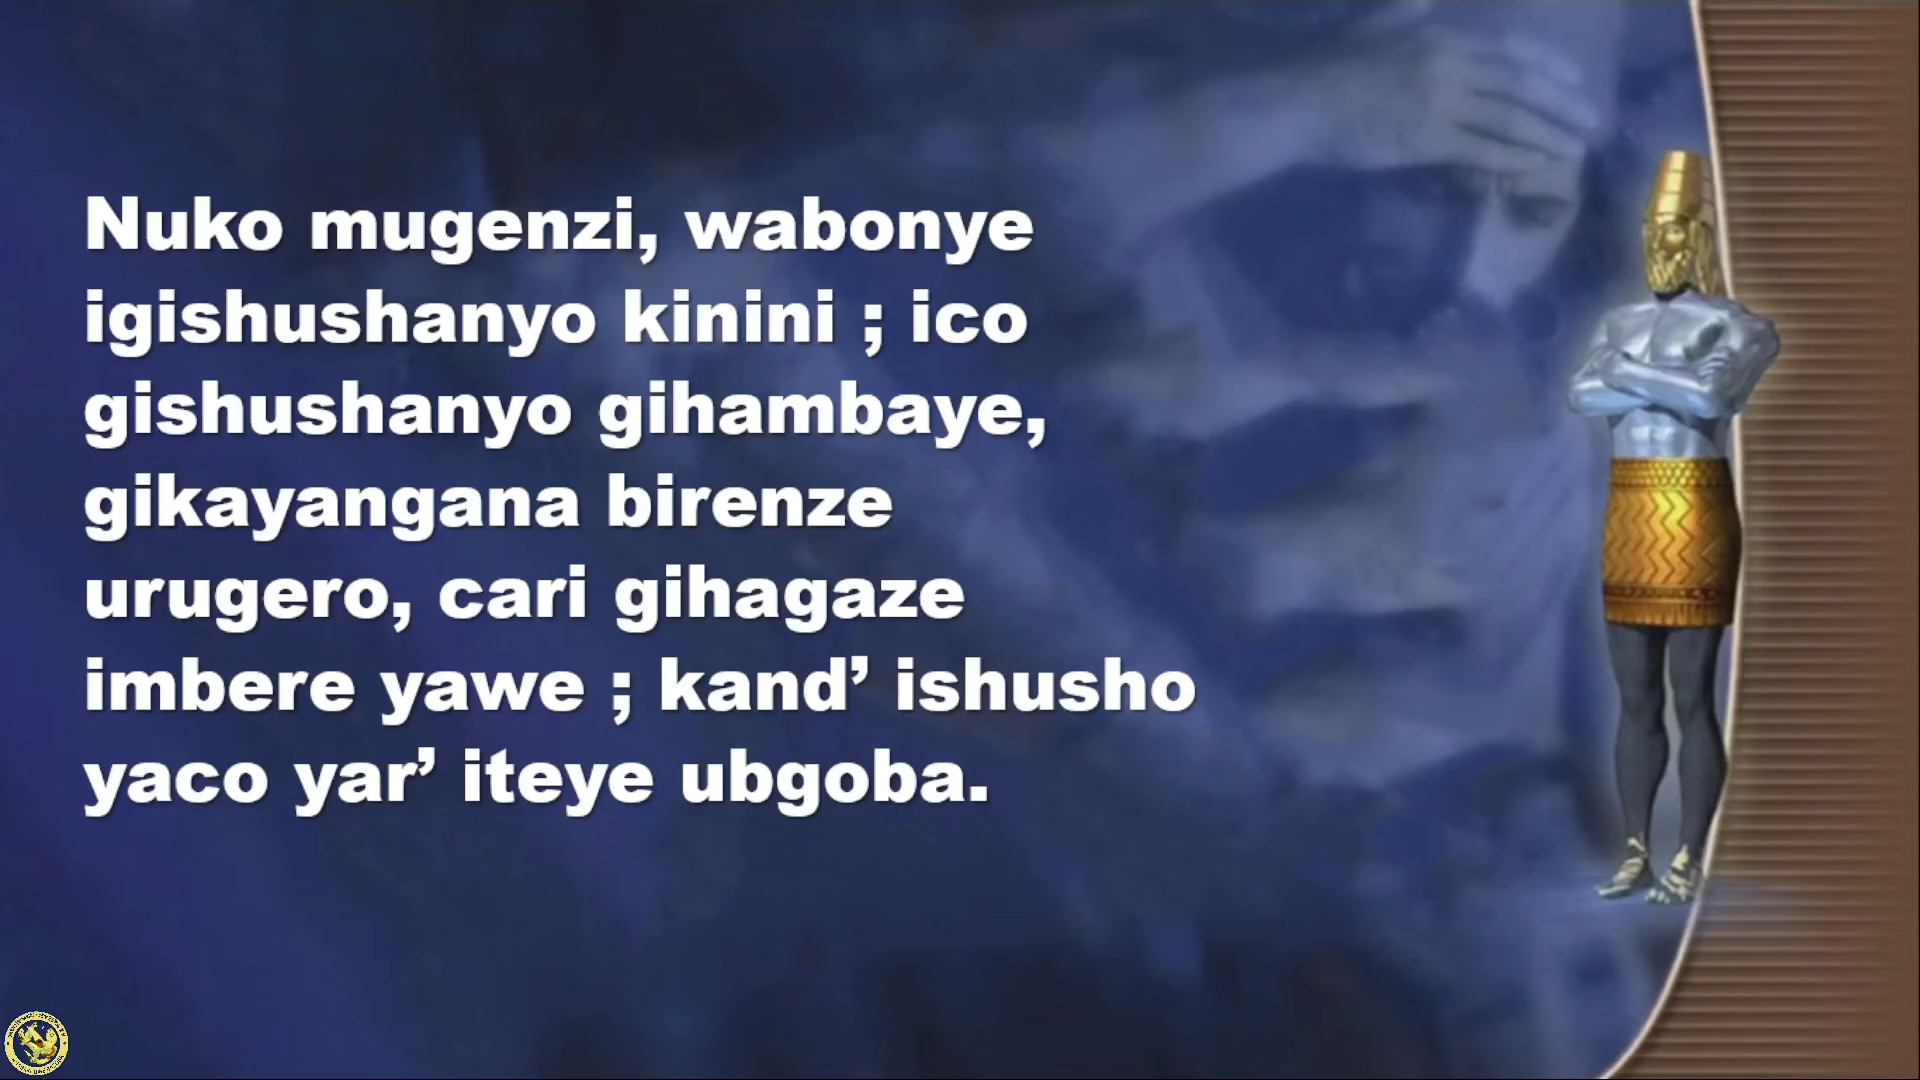 Nuko mugenzi, wabonye
igishushanyo kinini ; ico
gishushanyo gihambaye,
gikayangana birenze
urugero, cari gihagaze
imbere yawe ; kand’ ishusho
yaco yar’ iteye ubgoba.